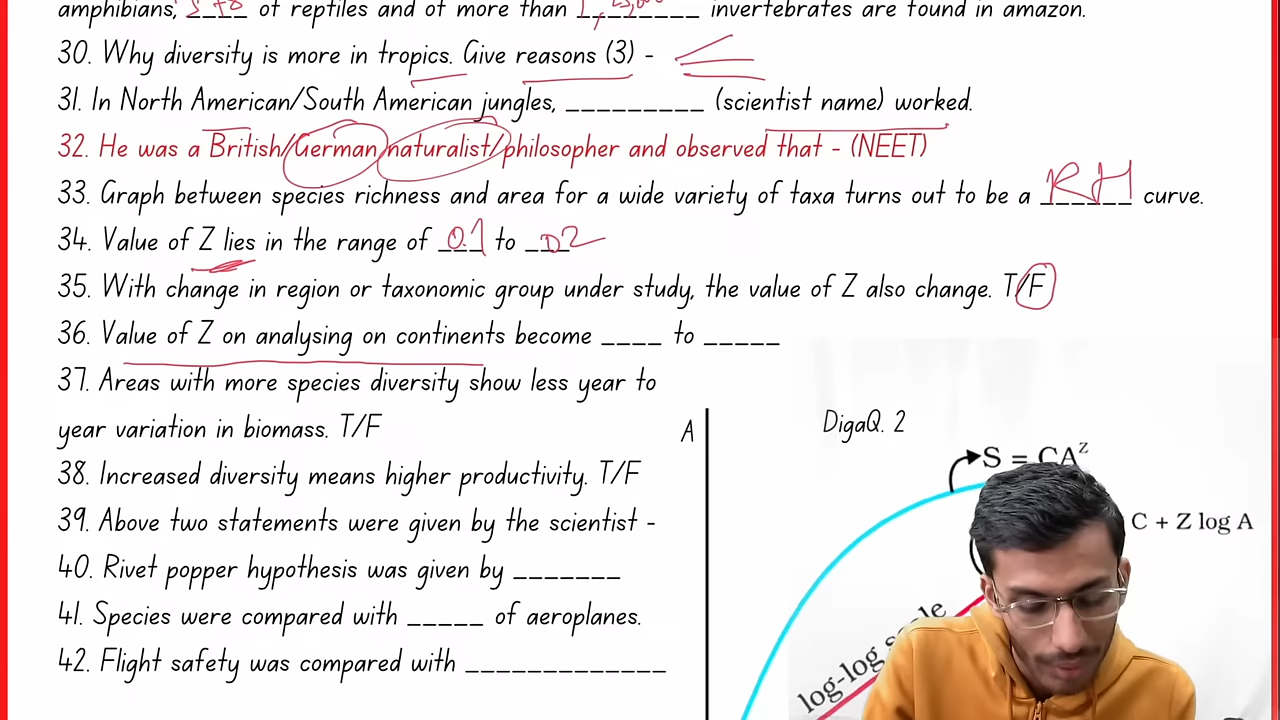 amphibians, 378 of reptiles and of more than 1,25,000 invertebrates are found in amazon.
30. Why diversity is more in tropics. Give reasons (3) -
31. In North American/South American jungles, _________ (scientist name) worked.
32. He was a British/German naturalist/philosopher and observed that - (NEET)
33. Graph between species richness and area for a wide variety of taxa turns out to be a RH curve.
34. Value of Z lies in the range of 0.1 to 0.2
35. With change in region or taxonomic group under study, the value of Z also change. T/F
36. Value of Z on analysing on continents become ____ to _____
37. Areas with more species diversity show less year to
year variation in biomass. T/F
A
DigaQ. 2
38. Increased diversity means higher productivity. T/F
S = CA^Z
39. Above two statements were given by the scientist -
C + Z log A
40. Rivet popper hypothesis was given by _______
41. Species were compared with _____ of aeroplanes.
log-log scale
42. Flight safety was compared with _____________